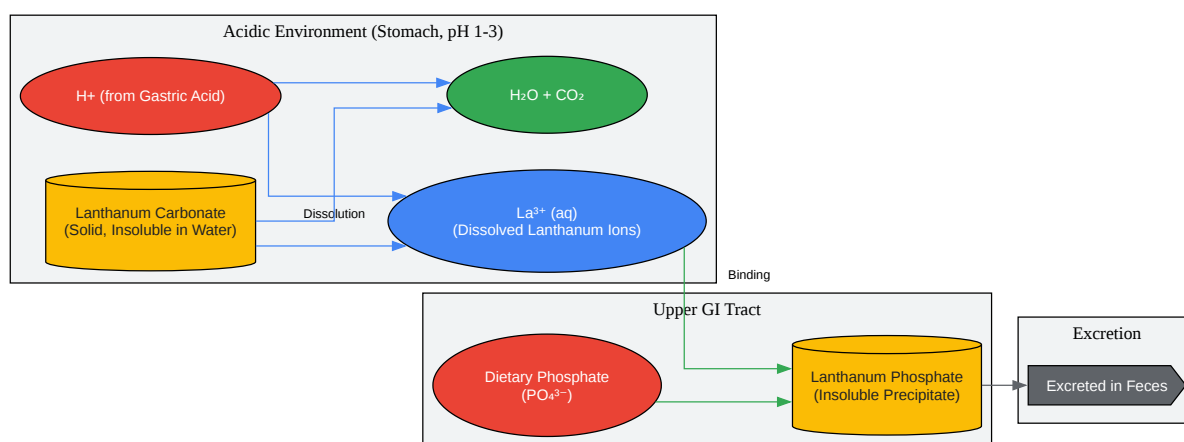 Acidic Environment (Stomach, pH 1-3)
H+ (from Gastric Acid)
H₂O + CO₂
Lanthanum Carbonate
(Solid, Insoluble in Water)
Dissolution
La³⁺ (aq)
(Dissolved Lanthanum Ions)
Binding
Upper GI Tract
Dietary Phosphate
(PO₄³⁻)
Lanthanum Phosphate
(Insoluble Precipitate)
Excretion
Excreted in Feces